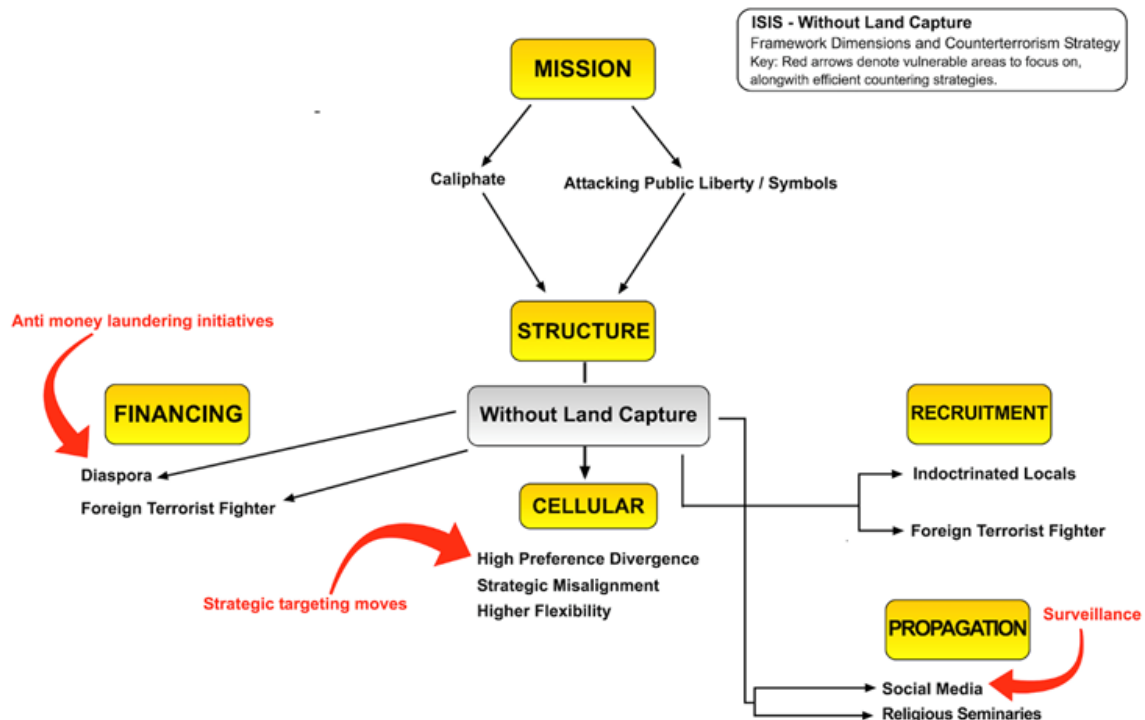 ISIS - Without Land Capture
Framework Dimensions and Counterterrorism Strategy
Key: Red arrows denote vulnerable areas to focus on,
alongwith efficient countering strategies.
MISSION
Caliphate
Attacking Public Liberty / Symbols
STRUCTURE
Anti money laundering initiatives
FINANCING
Without Land Capture
RECRUITMENT
Diaspora
Foreign Terrorist Fighter
CELLULAR
Indoctrinated Locals
Foreign Terrorist Fighter
High Preference Divergence
Strategic Misalignment
Higher Flexibility
Strategic targeting moves
PROPAGATION
Surveillance
Social Media
Religious Seminaries